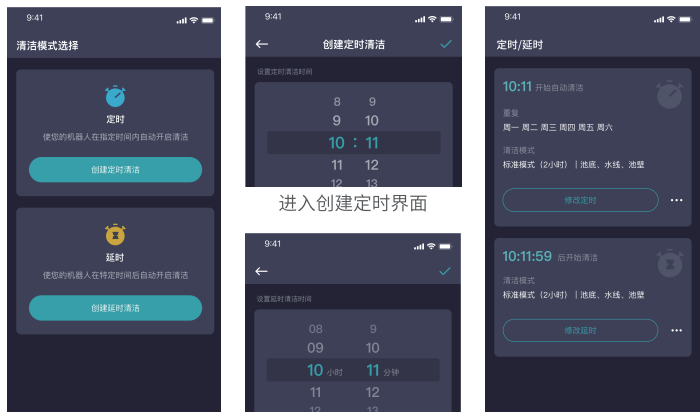 9:41
清洁模式选择
定时
使您的机器人在指定时间内自动开启清洁
创建定时清洁
延时
使您的机器人在特定时间后自动开启清洁
创建延时清洁
9:41
创建定时清洁
设置定时清洁时间
8 9
9 10
10 : 11
11 12
12 13
进入创建定时界面
9:41
设置延时清洁时间
08 9
09 10
10 小时 11 分钟
11 12
12 13
9:41
定时/延时
10:11 开始自动清洁
重复
周一 周二 周三 周四 周五 周六
清洁模式
标准模式（2小时）｜池底、水线、池壁
修改定时
10:11:59 后开始清洁
清洁模式
标准模式（2小时）｜池底、水线、池壁
修改延时